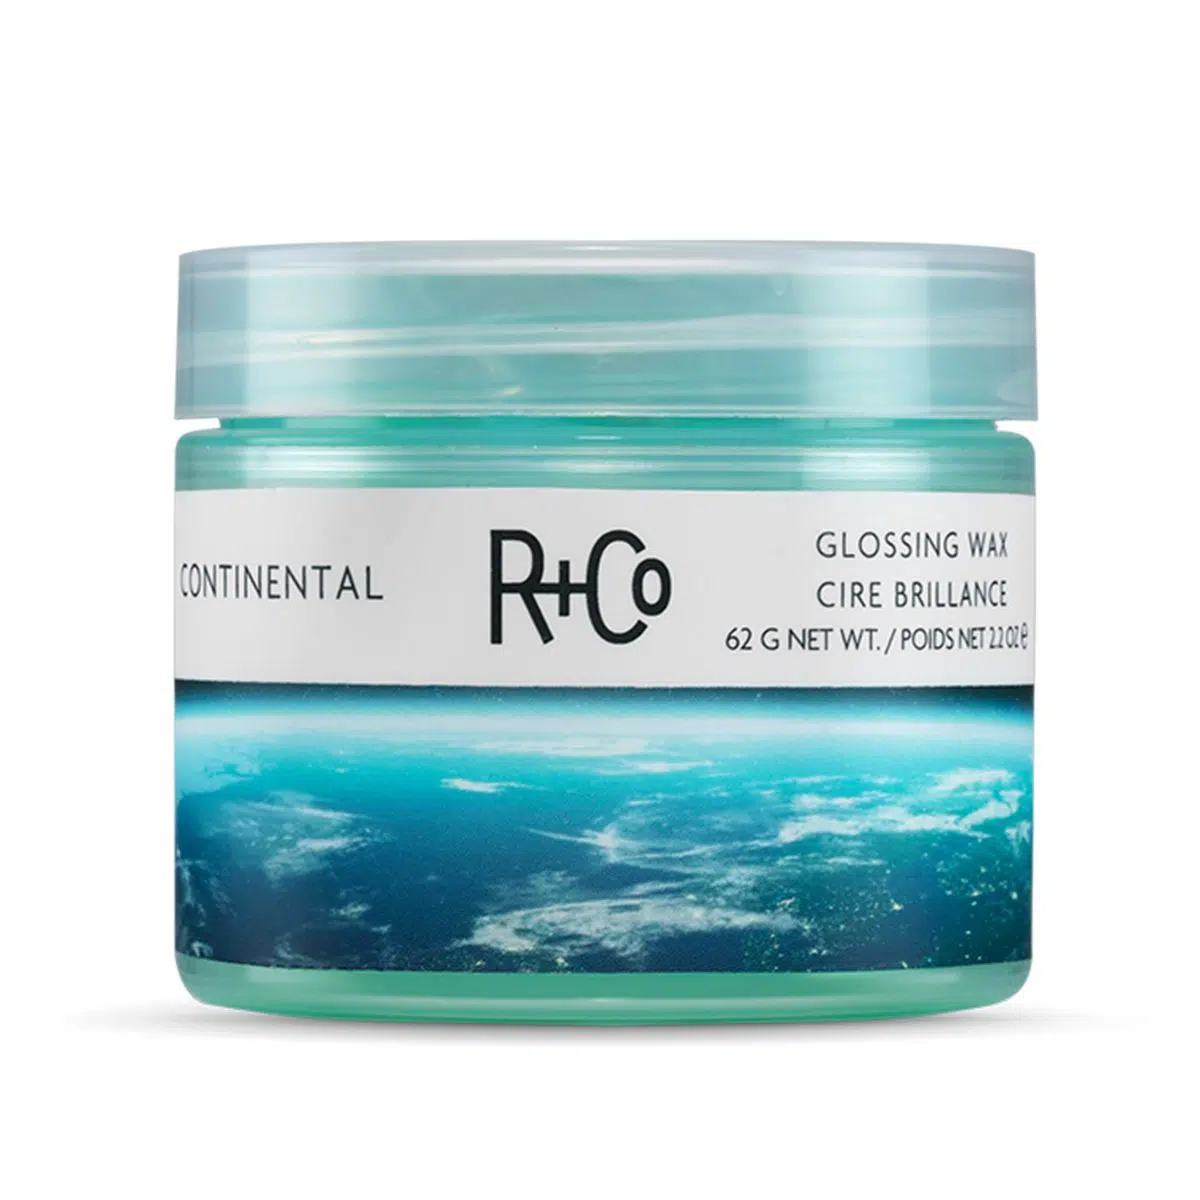 CONTINENTAL
R+Co
GLOSSING WAX
CIRE BRILLANCE
62 G NET WT. / POIDS NET 2.2 OZ ℮